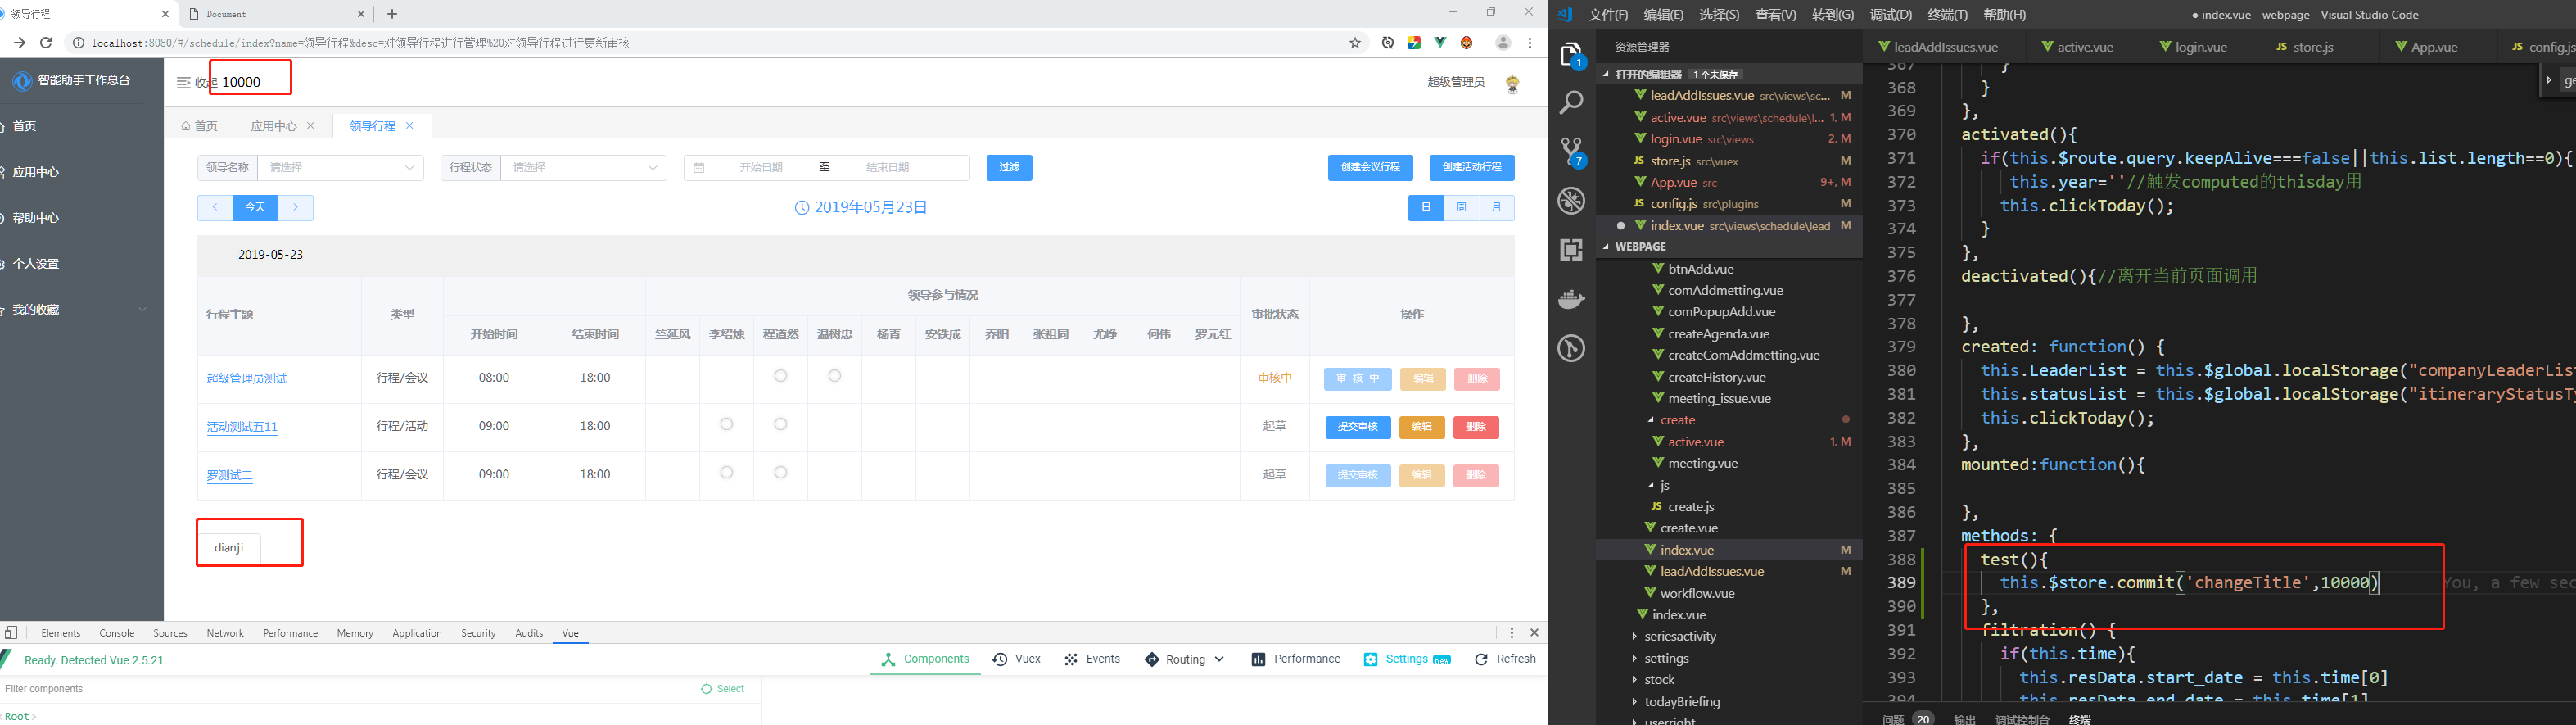 领导行程
Document
localhost:8080/#/schedule/index?name=领导行程&desc=对领导行程进行管理%20对领导行程进行更新审核
智能助手工作总台
首页
应用中心
帮助中心
个人设置
我的收藏
收起 10000
超级管理员
首页 应用中心 领导行程
领导名称 请选择 行程状态 请选择 开始日期 至 结束日期 过滤 创建会议行程 创建活动行程
今天 2019年05月23日 日 周 月
2019-05-23
行程主题 类型 领导参与情况 审批状态 操作
开始时间 结束时间 竺延风 李绍烛 程道然 温树忠 杨青 安铁成 乔阳 张祖同 尤峥 何伟 罗元红
超级管理员测试一 行程/会议 08:00 18:00 审核中 审 核 中 编辑 删除
活动测试五11 行程/活动 09:00 18:00 起草 提交审核 编辑 删除
罗测试二 行程/会议 09:00 18:00 起草 提交审核 编辑 删除
dianji
Elements Console Sources Network Performance Memory Application Security Audits Vue
Ready. Detected Vue 2.5.21.
Components Vuex Events Routing Performance Settings new Refresh
Filter components Select
<Root>
文件(F) 编辑(E) 选择(S) 查看(V) 转到(G) 调试(D) 终端(T) 帮助(H)
● index.vue - webpage - Visual Studio Code
资源管理器
1
7
打开的编辑器 1 个未保存
leadAddIssues.vue src\views\sc... M
active.vue src\views\schedule\l... 1, M
login.vue src\views 2, M
store.js src\vuex M
App.vue src 9+, M
config.js src\plugins M
index.vue src\views\schedule\lead M
WEBPAGE
btnAdd.vue
comAddmetting.vue
comPopupAdd.vue
createAgenda.vue
createComAddmetting.vue
createHistory.vue
meeting_issue.vue
create
active.vue 1, M
meeting.vue
js
create.js
create.vue
index.vue M
leadAddIssues.vue M
workflow.vue
index.vue
seriesactivity
settings
stock
todayBriefing
userright
leadAddIssues.vue active.vue login.vue store.js App.vue config.js
ge
367 }
368 }
369 },
370 activated(){
371 if(this.$route.query.keepAlive===false||this.list.length==0){
372 this.year=''//触发computed的thisday用
373 this.clickToday();
374 }
375 },
376 deactivated(){//离开当前页面调用
377
378 },
379 created: function() {
380 this.LeaderList = this.$global.localStorage("companyLeaderList
381 this.statusList = this.$global.localStorage("itineraryStatusTy
382 this.clickToday();
383 },
384 mounted:function(){
385
386 },
387 methods: {
388 test(){
389 this.$store.commit('changeTitle',10000) You, a few sec
390 },
391 filtration() {
392 if(this.time){
393 this.resData.start_date = this.time[0]
394 this.resData.end_date = this.time[1]
问题 20 输出 调试控制台 终端